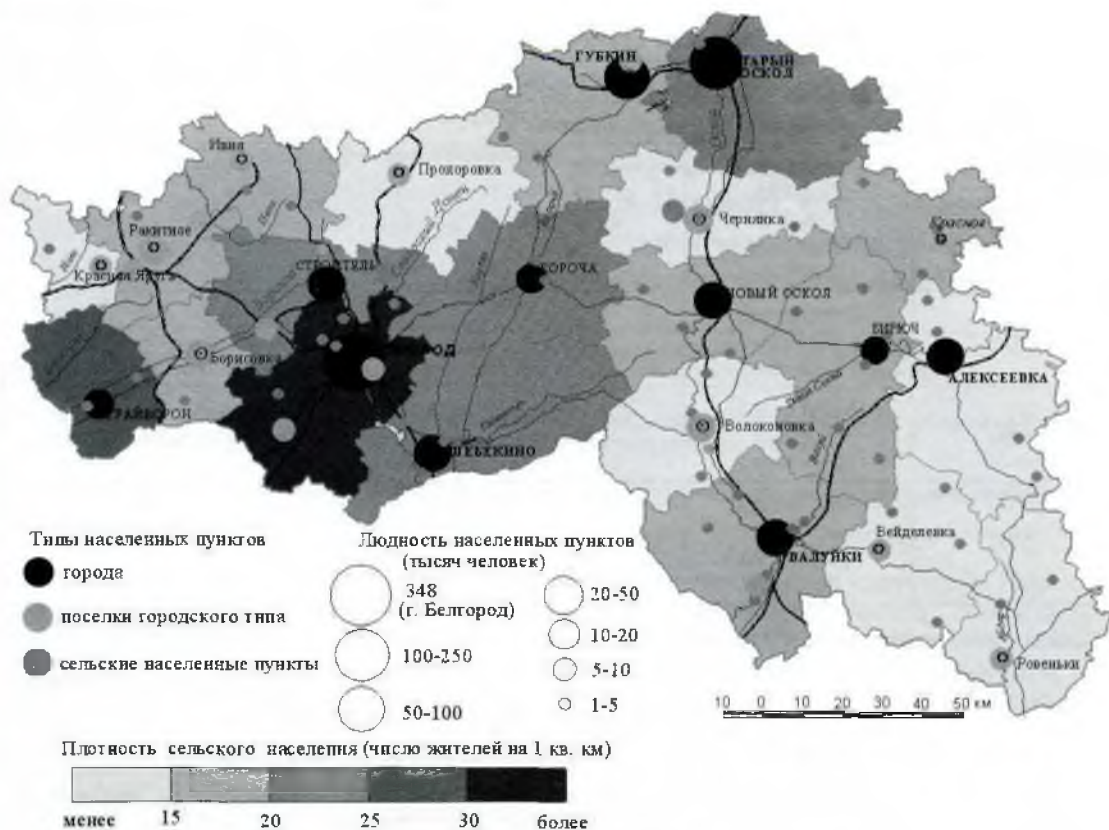 ГУБКИН
ТАРЫЙ
ОСКОЛ
Ивня
Прохоровка
Чернянка
Красное
Ракитное
Красная Яруга
СТРОИТЕЛЬ
КОРОЧА
НОВЫЙ ОСКОЛ
БИРЮЧ
Борисовка
ОД
АЛЕКСЕЕВКА
ГРАЙВОРОН
ШЕБЕКИНО
Волоконовка
Вейделевка
ВАЛУЙКИ
Ровеньки
Типы населенных пунктов
города
поселки городского типа
сельские населенные пункты
Людность населенных пунктов
(тысяч человек)
348
(г. Белгород)
100-250
50-100
20-50
10-20
5-10
1-5
10 0 10 20 30 40 50 км
Плотность сельского населения (число жителей на 1 кв. км)
менее 15 20 25 30 более